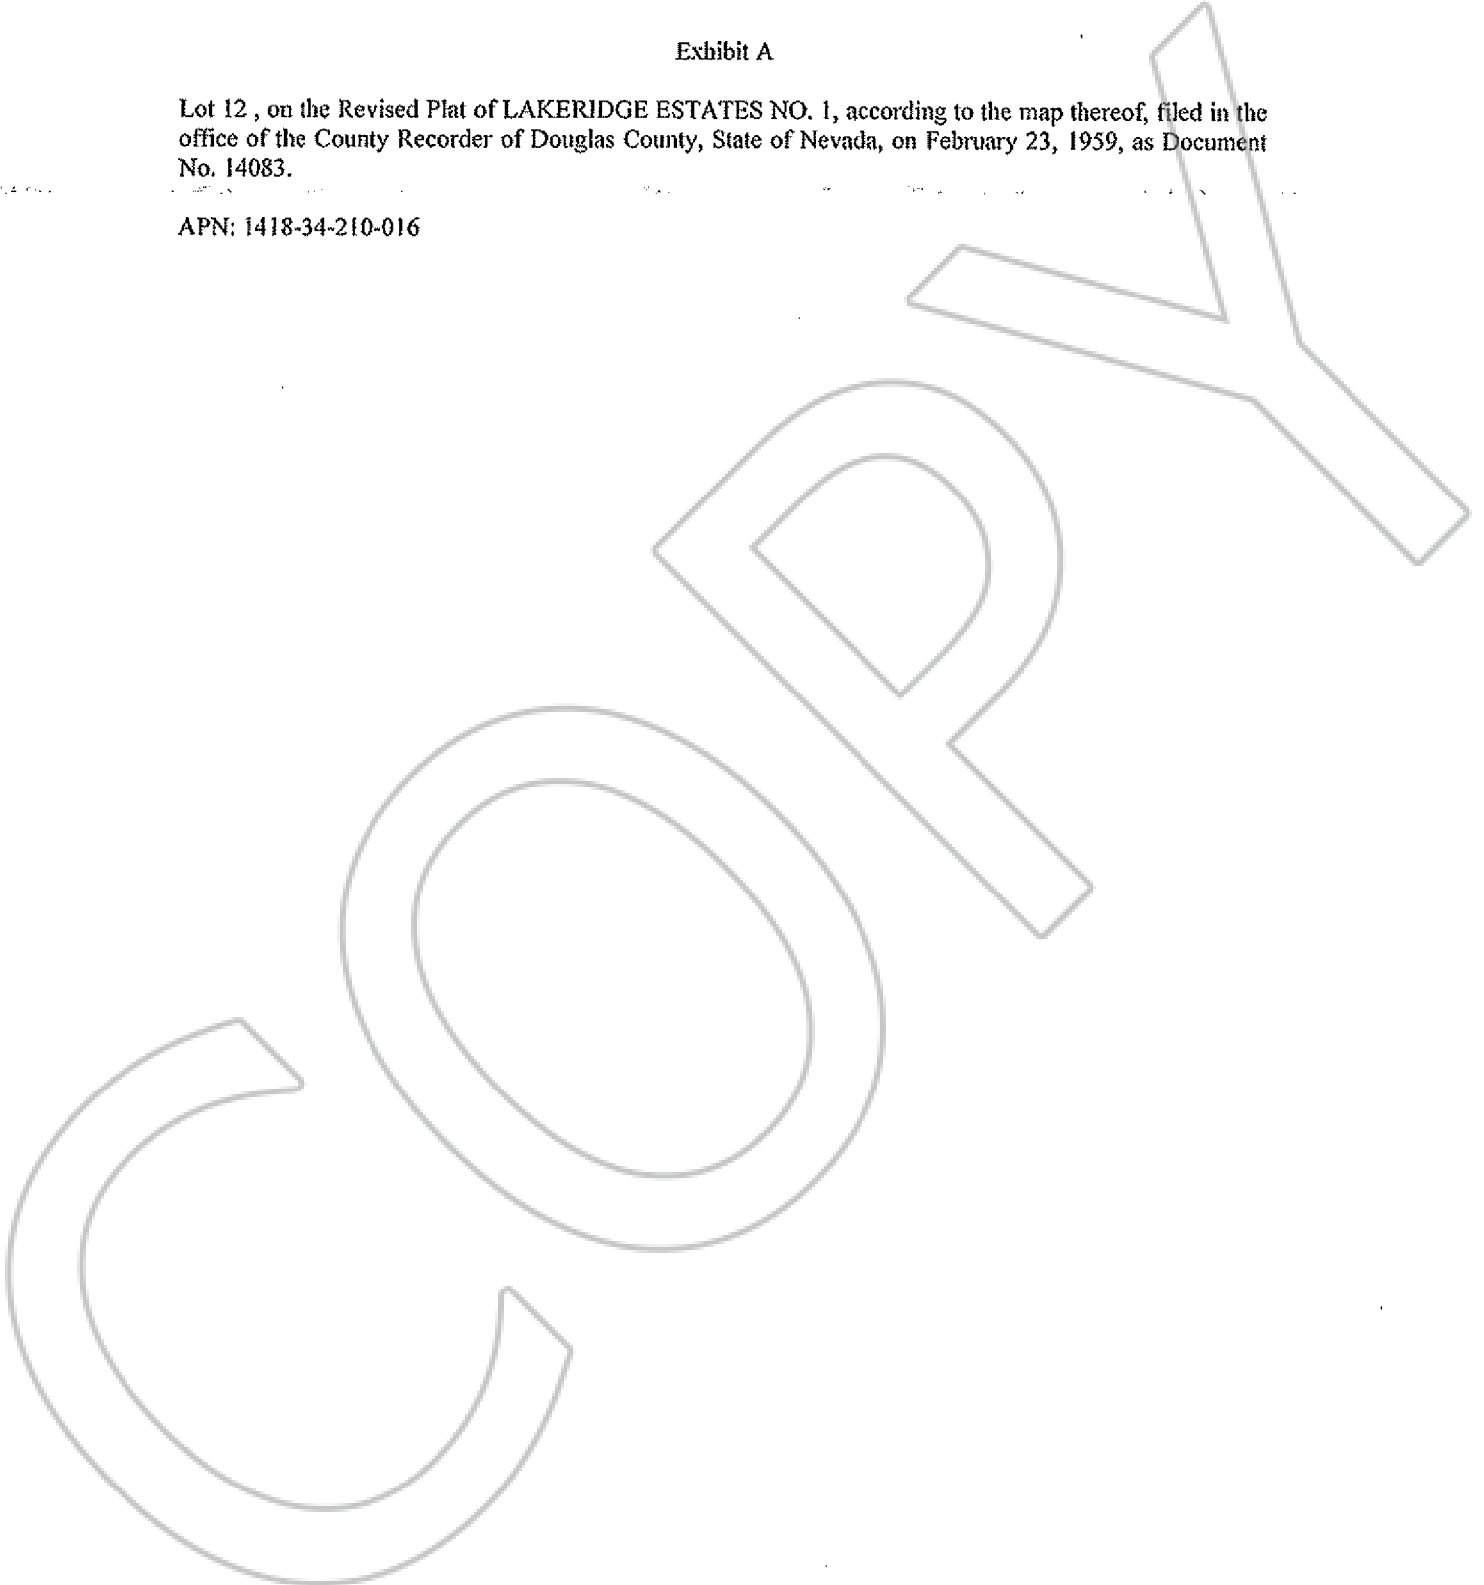 Exhibit A
Lot 12 , on the Revised Plat of LAKERIDGE ESTATES NO. 1, according to the map thereof, filed in the
office of the County Recorder of Douglas County, State of Nevada, on February 23, 1959, as Document
No. 14083.
APN: 1418-34-210-016
COPY